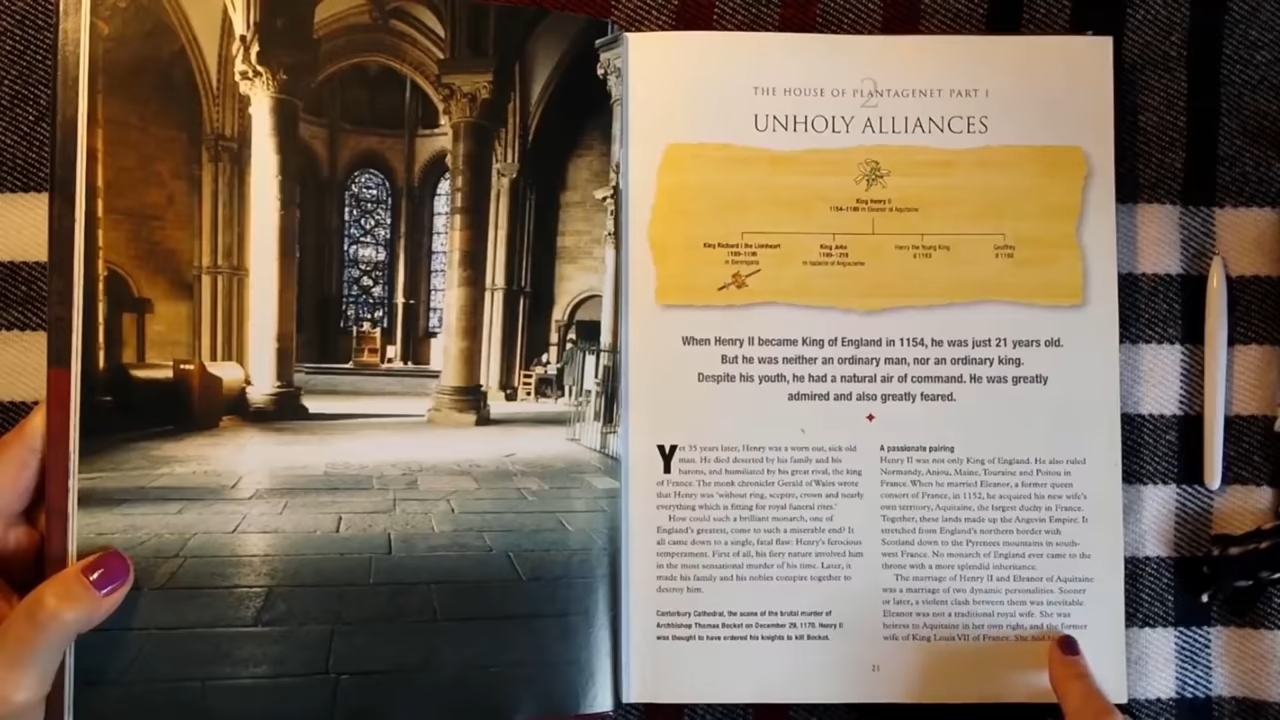 2
THE HOUSE OF PLANTAGENET PART I
UNHOLY ALLIANCES
King Henry II
1154–1189 m Eleanor of Aquitaine
King Richard I the Lionheart
1189–1199
m Berengaria
King John
1199–1216
m Isabella of Angoulême
Henry the Young King
d 1183
Geoffrey
d
When Henry II became King of England in 1154, he was just 21 years old.
But he was neither an ordinary man, nor an ordinary king.
Despite his youth, he had a natural air of command. He was greatly
admired and also greatly feared.
Yet 35 years later, Henry was a worn out, sick old
man. He died deserted by his family and his
barons, and humiliated by his great rival, the king
of France. The monk chronicler Gerald of Wales wrote
that Henry was 'without ring, sceptre, crown and nearly
everything which is fitting for royal funeral rites.'
How could such a brilliant monarch, one of
England's greatest, come to such a miserable end? It
all came down to a single, fatal flaw: Henry's ferocious
temperament. First of all, his fiery nature involved him
in the most sensational murder of his time. Later, it
made his family and his nobles conspire together to
destroy him.
Canterbury Cathedral, the scene of the brutal murder of
Archbishop Thomas Becket on December 29, 1170. Henry II
was thought to have ordered his knights to kill Becket.
A passionate pairing
Henry II was not only King of England. He also ruled
Normandy, Anjou, Maine, Touraine and Poitou in
France. When he married Eleanor, a former queen
consort of France, in 1152, he acquired his new wife's
own territory, Aquitaine, the largest duchy in France.
Together, these lands made up the Angevin Empire. It
stretched from England's northern border with
Scotland down to the Pyrenees mountains in south-
west France. No monarch of England ever came to the
throne with a more splendid inheritance.
The marriage of Henry II and Eleanor of Aquitaine
was a marriage of two dynamic personalities. Sooner
or later, a violent clash between them was inevitable.
Eleanor was not a traditional royal wife. She was
heiress to Aquitaine in her own right, and the former
wife of King Louis VII of France. She had
21